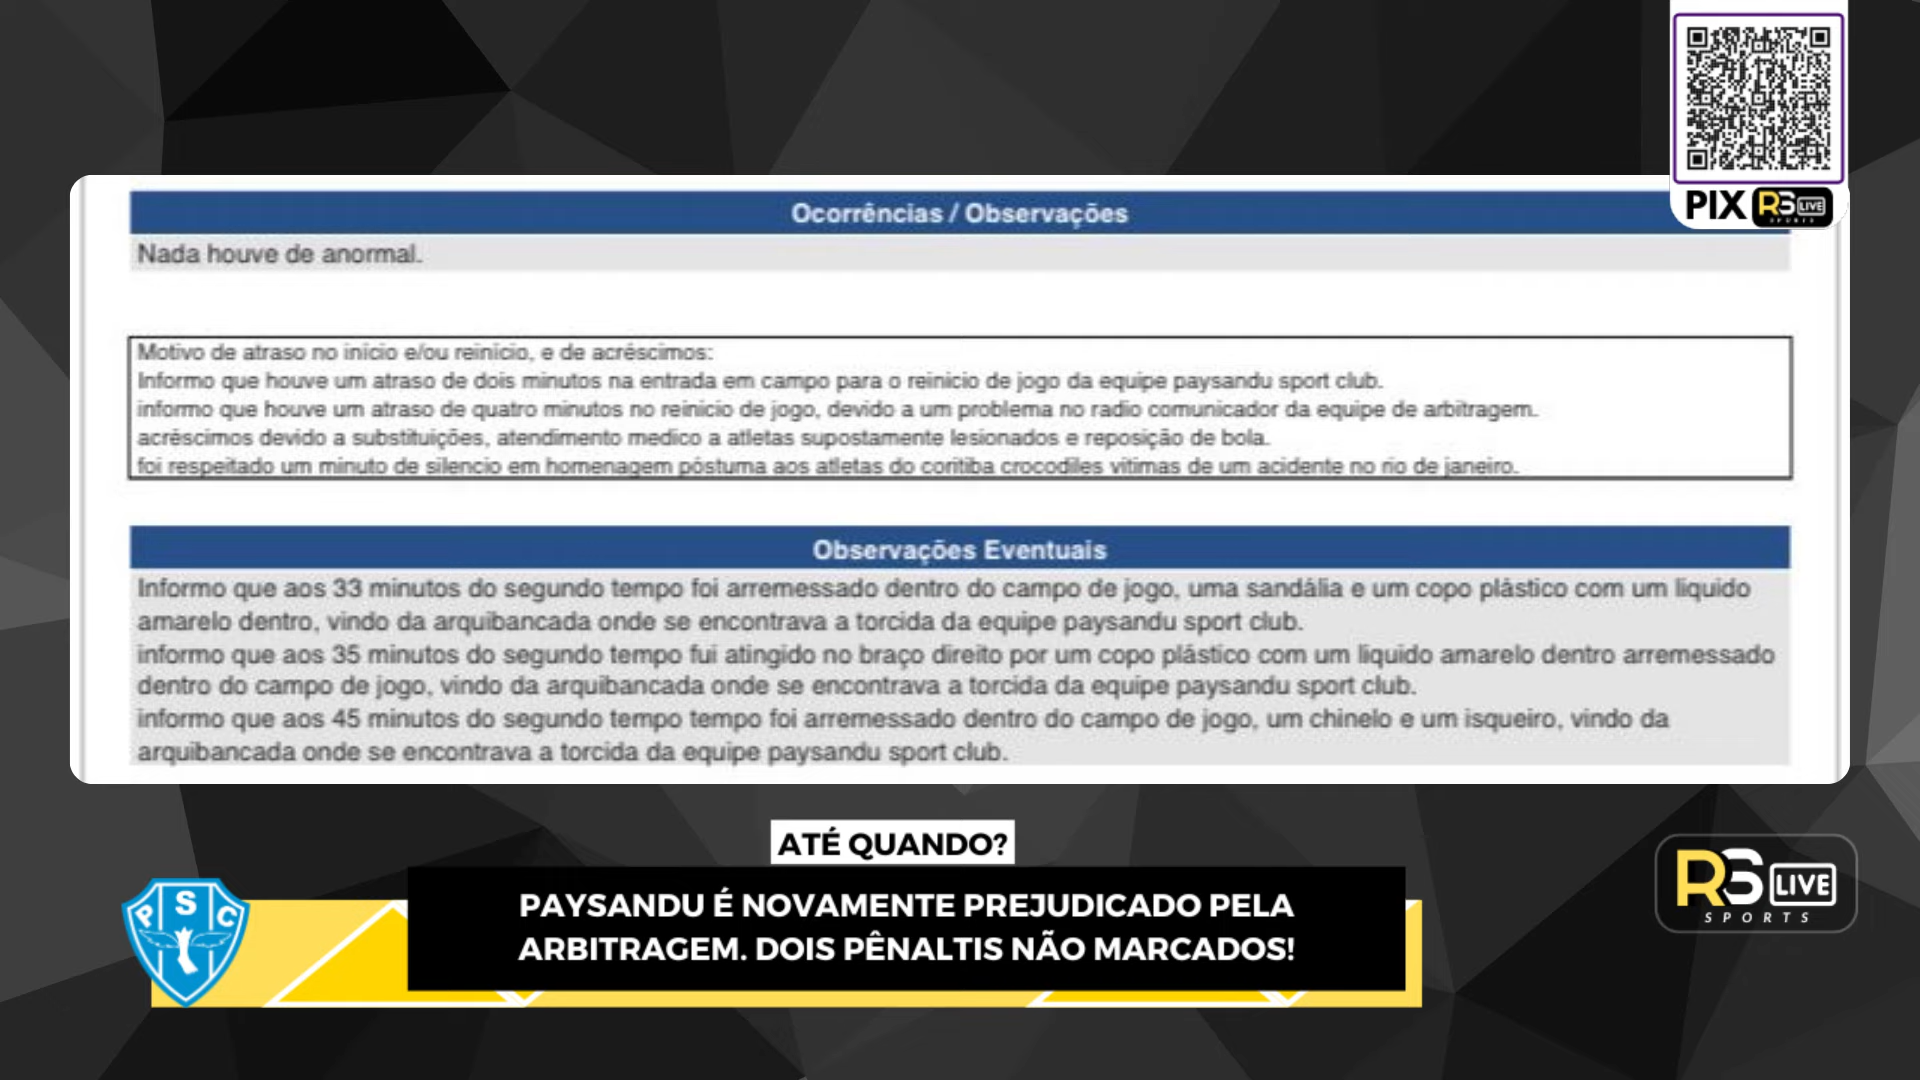 PIX RS LIVE
SPORTS
Ocorrências / Observações
Nada houve de anormal.
Motivo de atraso no início e/ou reinício, e de acréscimos:
Informo que houve um atraso de dois minutos na entrada em campo para o reinicio de jogo da equipe paysandu sport club.
informo que houve um atraso de quatro minutos no reinicio de jogo, devido a um problema no radio comunicador da equipe de arbitragem.
acréscimos devido a substituições, atendimento medico a atletas supostamente lesionados e reposição de bola.
foi respeitado um minuto de silencio em homenagem póstuma aos atletas do coritiba crocodiles vitimas de um acidente no rio de janeiro.
Observações Eventuais
Informo que aos 33 minutos do segundo tempo foi arremessado dentro do campo de jogo, uma sandália e um copo plástico com um liquido
amarelo dentro, vindo da arquibancada onde se encontrava a torcida da equipe paysandu sport club.
informo que aos 35 minutos do segundo tempo fui atingido no braço direito por um copo plástico com um liquido amarelo dentro arremessado
dentro do campo de jogo, vindo da arquibancada onde se encontrava a torcida da equipe paysandu sport club.
informo que aos 45 minutos do segundo tempo tempo foi arremessado dentro do campo de jogo, um chinelo e um isqueiro, vindo da
arquibancada onde se encontrava a torcida da equipe paysandu sport club.
ATÉ QUANDO?
PAYSANDU É NOVAMENTE PREJUDICADO PELA
ARBITRAGEM. DOIS PÊNALTIS NÃO MARCADOS!
PSC
RS LIVE
SPORTS